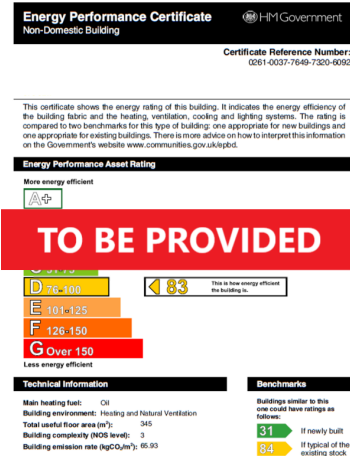 Energy Performance Certificate
HM Government
Non-Domestic Building
Certificate Reference Number:
0261-0037-7649-7320-6092
This certificate shows the energy rating of this building. It indicates the energy efficiency of
the building fabric and the heating, ventilation, cooling and lighting systems. The rating is
compared to two benchmarks for this type of building: one appropriate for new buildings and
one appropriate for existing buildings. There is more advice on how to interpret this information
on the Government's website www.communities.gov.uk/epbd.
Energy Performance Asset Rating
More energy efficient
A+
TO BE PROVIDED
D 76-100
83
This is how energy efficient
the building is.
E 101-125
F 126-150
G Over 150
Less energy efficient
Technical Information
Main heating fuel: Oil
Building environment: Heating and Natural Ventilation
Total useful floor area (m²): 345
Building complexity (NOS level): 3
Building emission rate (kgCO₂/m²): 65.93
Benchmarks
Buildings similar to this
one could have ratings as
follows:
31 If newly built
84 If typical of the
existing stock